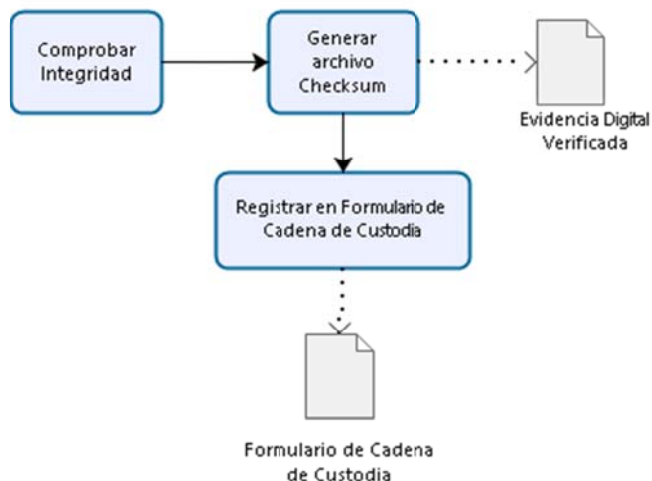 Comprobar
Integridad
Generar
archivo
Checksum
Evidencia Digital
Verificada
Registrar en Formulario de
Cadena de Custodia
Formulario de Cadena
de Custodia